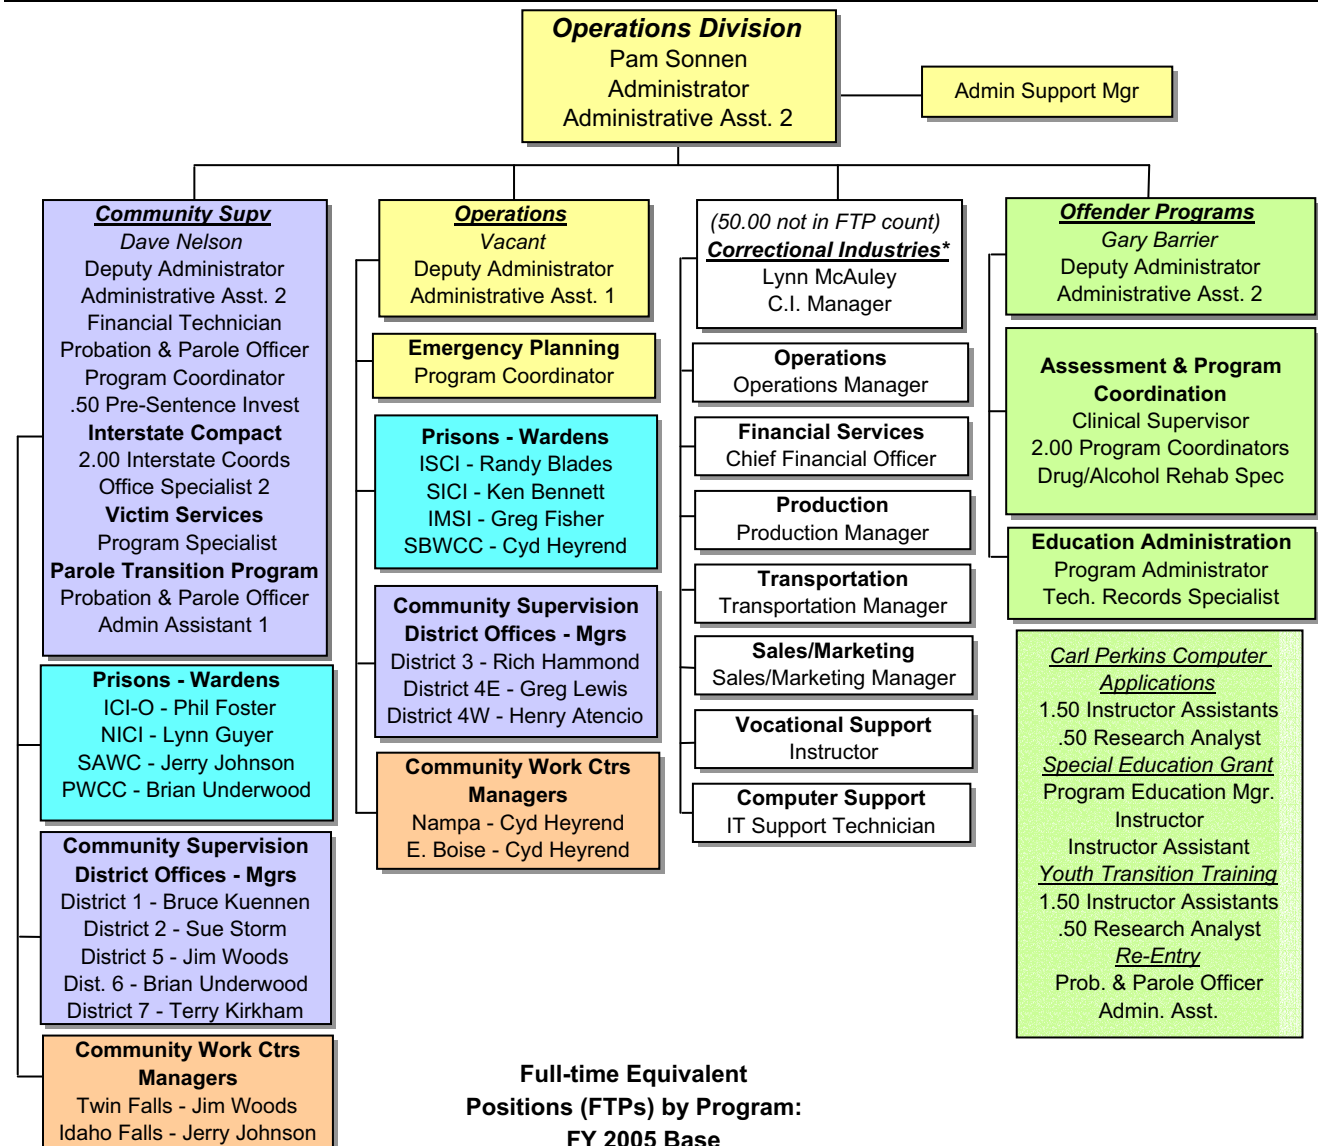 Operations Division
Pam Sonnen
Administrator
Administrative Asst. 2
Admin Support Mgr
Community Supv
Dave Nelson
Deputy Administrator
Administrative Asst. 2
Financial Technician
Probation & Parole Officer
Program Coordinator
.50 Pre-Sentence Invest
Interstate Compact
2.00 Interstate Coords
Office Specialist 2
Victim Services
Program Specialist
Parole Transition Program
Probation & Parole Officer
Admin Assistant 1
Prisons - Wardens
ICI-O - Phil Foster
NICI - Lynn Guyer
SAWC - Jerry Johnson
PWCC - Brian Underwood
Community Supervision
District Offices - Mgrs
District 1 - Bruce Kuennen
District 2 - Sue Storm
District 5 - Jim Woods
Dist. 6 - Brian Underwood
District 7 - Terry Kirkham
Community Work Ctrs
Managers
Twin Falls - Jim Woods
Idaho Falls - Jerry Johnson
Operations
Vacant
Deputy Administrator
Administrative Asst. 1
Emergency Planning
Program Coordinator
Prisons - Wardens
ISCI - Randy Blades
SICI - Ken Bennett
IMSI - Greg Fisher
SBWCC - Cyd Heyrend
Community Supervision
District Offices - Mgrs
District 3 - Rich Hammond
District 4E - Greg Lewis
District 4W - Henry Atencio
Community Work Ctrs
Managers
Nampa - Cyd Heyrend
E. Boise - Cyd Heyrend
(50.00 not in FTP count)
Correctional Industries*
Lynn McAuley
C.I. Manager
Operations
Operations Manager
Financial Services
Chief Financial Officer
Production
Production Manager
Transportation
Transportation Manager
Sales/Marketing
Sales/Marketing Manager
Vocational Support
Instructor
Computer Support
IT Support Technician
Offender Programs
Gary Barrier
Deputy Administrator
Administrative Asst. 2
Assessment & Program
Coordination
Clinical Supervisor
2.00 Program Coordinators
Drug/Alcohol Rehab Spec
Education Administration
Program Administrator
Tech. Records Specialist
Carl Perkins Computer
Applications
1.50 Instructor Assistants
.50 Research Analyst
Special Education Grant
Program Education Mgr.
Instructor
Instructor Assistant
Youth Transition Training
1.50 Instructor Assistants
.50 Research Analyst
Re-Entry
Prob. & Parole Officer
Admin. Asst.
Full-time Equivalent
Positions (FTPs) by Program:
FY 2005 Base